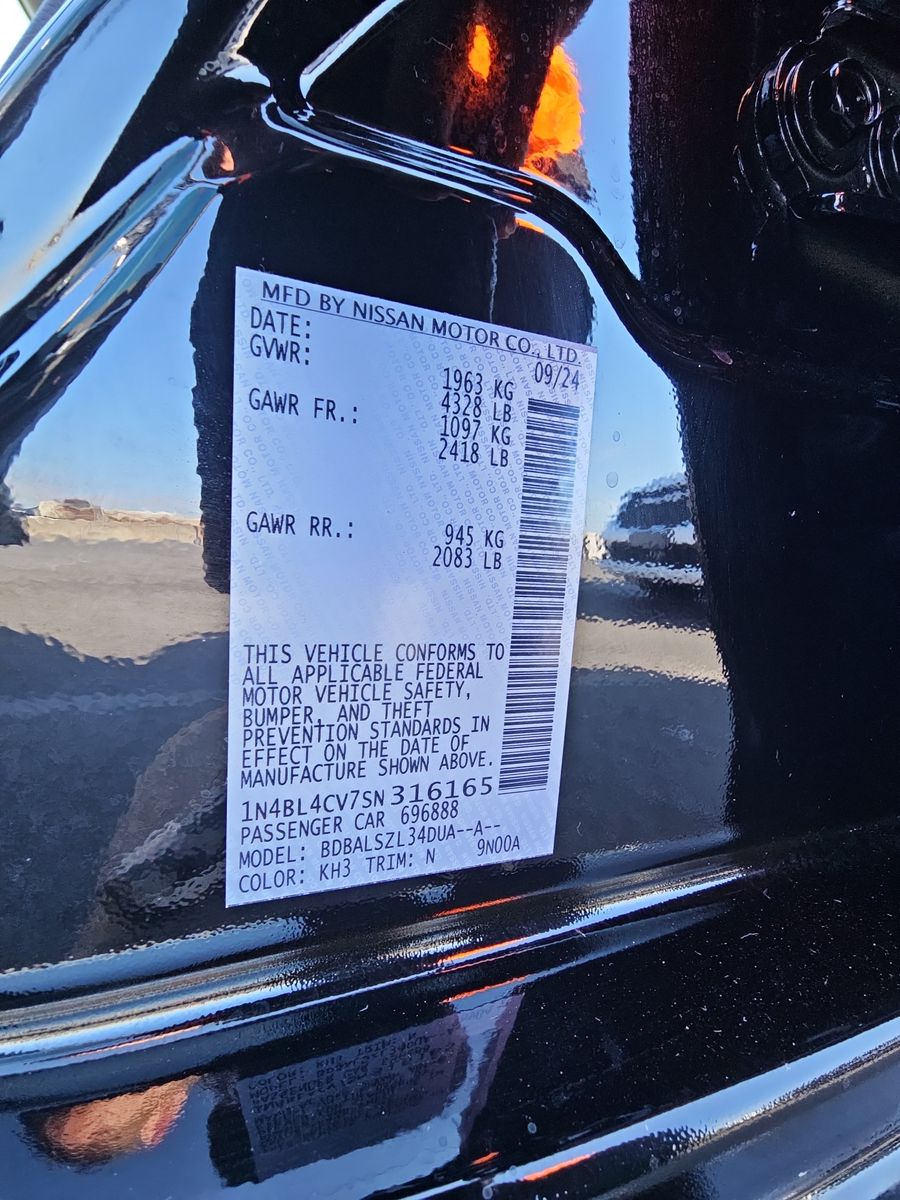 MFD BY NISSAN MOTOR CO., LTD.
DATE: 09/24
GVWR: 1963 KG
4328 LB
GAWR FR.: 1097 KG
2418 LB
GAWR RR.: 945 KG
2083 LB
THIS VEHICLE CONFORMS TO
ALL APPLICABLE FEDERAL
MOTOR VEHICLE SAFETY,
BUMPER, AND THEFT
PREVENTION STANDARDS IN
EFFECT ON THE DATE OF
MANUFACTURE SHOWN ABOVE.
1N4BL4CV7SN316165
PASSENGER CAR 696888
MODEL: BDBALSZL34DUA--A--
COLOR: KH3 TRIM: N 9N00A